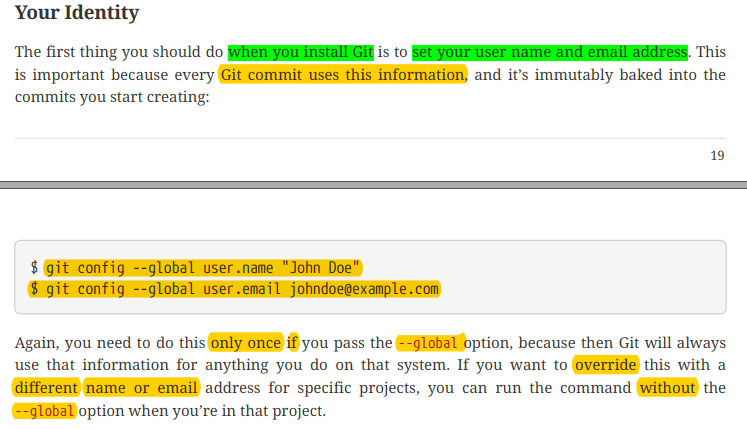 Your Identity
The first thing you should do when you install Git is to set your user name and email address. This
is important because every Git commit uses this information, and it’s immutably baked into the
commits you start creating:
19
$ git config --global user.name "John Doe"
$ git config --global user.email johndoe@example.com
Again, you need to do this only once if you pass the --global option, because then Git will always
use that information for anything you do on that system. If you want to override this with a
different name or email address for specific projects, you can run the command without the
--global option when you’re in that project.